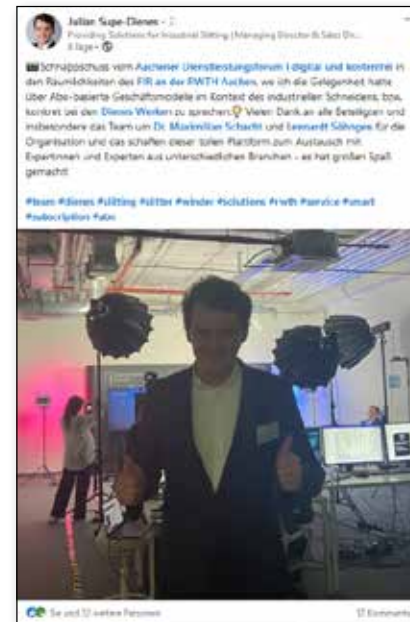 Julian Supe-Dienes
Providing Solutions for Industrial Slitting | Managing Director & Sales Di...
Schnappschuss vom Aachener Dienstleistungsforum | digital und kostenfrei in
den Räumlichkeiten des FIR an der RWTH Aachen, wo ich die Gelegenheit hatte
über Abo-basierte Geschäftsmodelle im Kontext des industriellen Schneidens, bzw.
konkret bei den Dienes Werken zu sprechen. Vielen Dank an alle Beteiligten und
insbesondere das Team um Dr. Maximilian Schacht und Lennardt Söhngen für die
Organisation und das schaffen dieser tollen Plattform zum Austausch mit
Expertinnen und Experten aus unterschiedlichen Branchen - es hat großen Spaß
gemacht!
#team #dienes #slitting #slitter #winder #solutions #rwth #service #smart
#subscription #abo
Sie und 52 weitere Personen
12 Kommentare